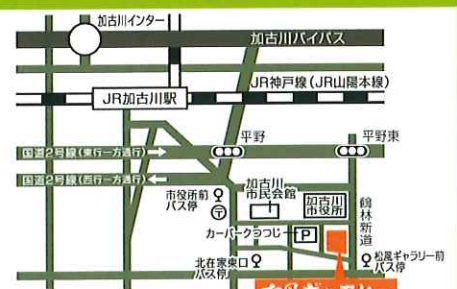 加古川インター
加古川バイパス
JR神戸線（JR山陽本線）
JR加古川駅
平野
平野東
国道2号線（東行一方通行）→
国道2号線（西行一方通行）←
市役所前
バス停
加古川
市民会館
加古川
市役所
鶴林新道
カーパークつつじ
P
北在家東口
バス停
松風ギャラリー前
バス停